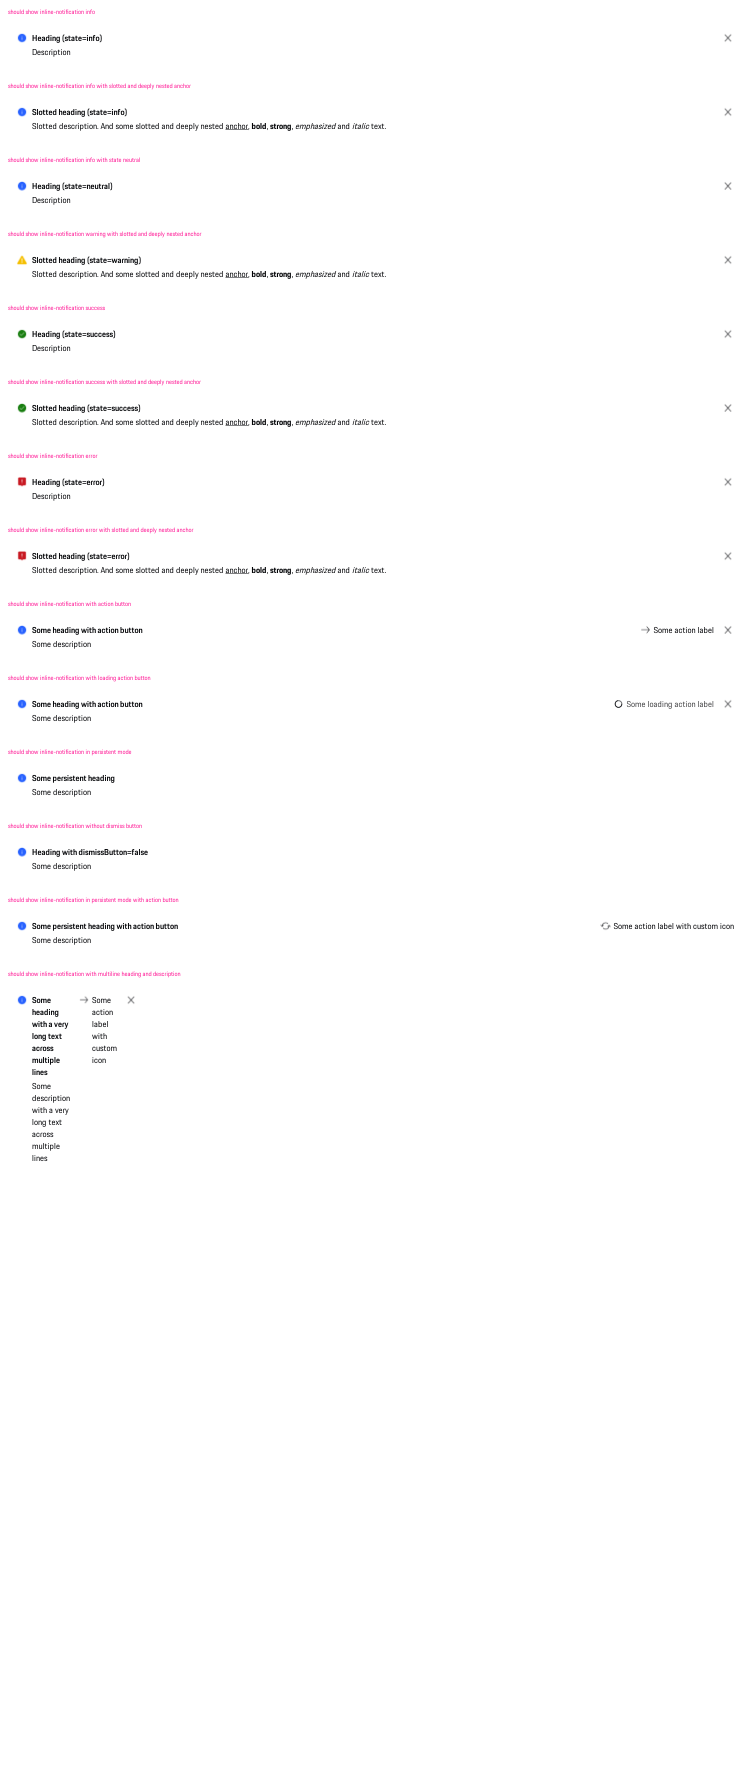 should show inline-notification info
Heading (state=info)
Description
should show inline-notification info with slotted and deeply nested anchor
Slotted heading (state=info)
Slotted description. And some slotted and deeply nested anchor, bold, strong, emphasized and italic text.
should show inline-notification info with state neutral
Heading (state=neutral)
Description
should show inline-notification warning with slotted and deeply nested anchor
Slotted heading (state=warning)
Slotted description. And some slotted and deeply nested anchor, bold, strong, emphasized and italic text.
should show inline-notification success
Heading (state=success)
Description
should show inline-notification success with slotted and deeply nested anchor
Slotted heading (state=success)
Slotted description. And some slotted and deeply nested anchor, bold, strong, emphasized and italic text.
should show inline-notification error
Heading (state=error)
Description
should show inline-notification error with slotted and deeply nested anchor
Slotted heading (state=error)
Slotted description. And some slotted and deeply nested anchor, bold, strong, emphasized and italic text.
should show inline-notification with action button
Some heading with action button
Some action label
Some description
should show inline-notification with loading action button
Some heading with action button
Some loading action label
Some description
should show inline-notification in persistent mode
Some persistent heading
Some description
should show inline-notification without dismiss button
Heading with dismissButton=false
Some description
should show inline-notification in persistent mode with action button
Some persistent heading with action button
Some action label with custom icon
Some description
should show inline-notification with multiline heading and description
Some
heading
with a very
long text
across
multiple
lines
Some
description
with a very
long text
across
multiple
lines
Some
action
label
with
custom
icon